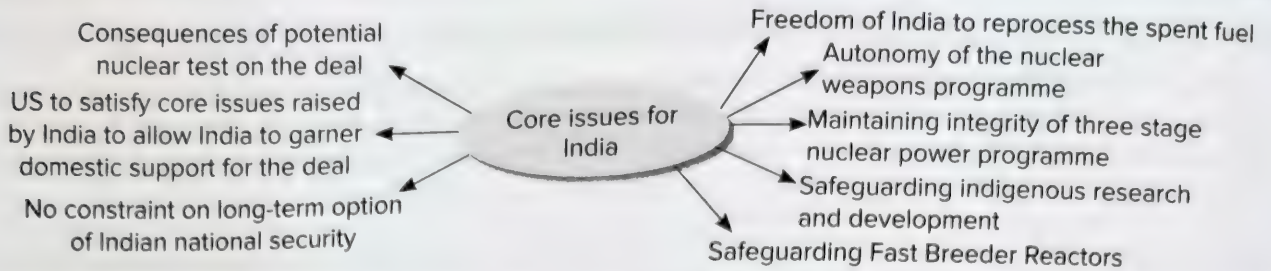 Consequences of potential
nuclear test on the deal
US to satisfy core issues raised
by India to allow India to garner
domestic support for the deal
No constraint on long-term option
of Indian national security
Core issues for
India
Freedom of India to reprocess the spent fuel
Autonomy of the nuclear
weapons programme
Maintaining integrity of three stage
nuclear power programme
Safeguarding indigenous research
and development
Safeguarding Fast Breeder Reactors